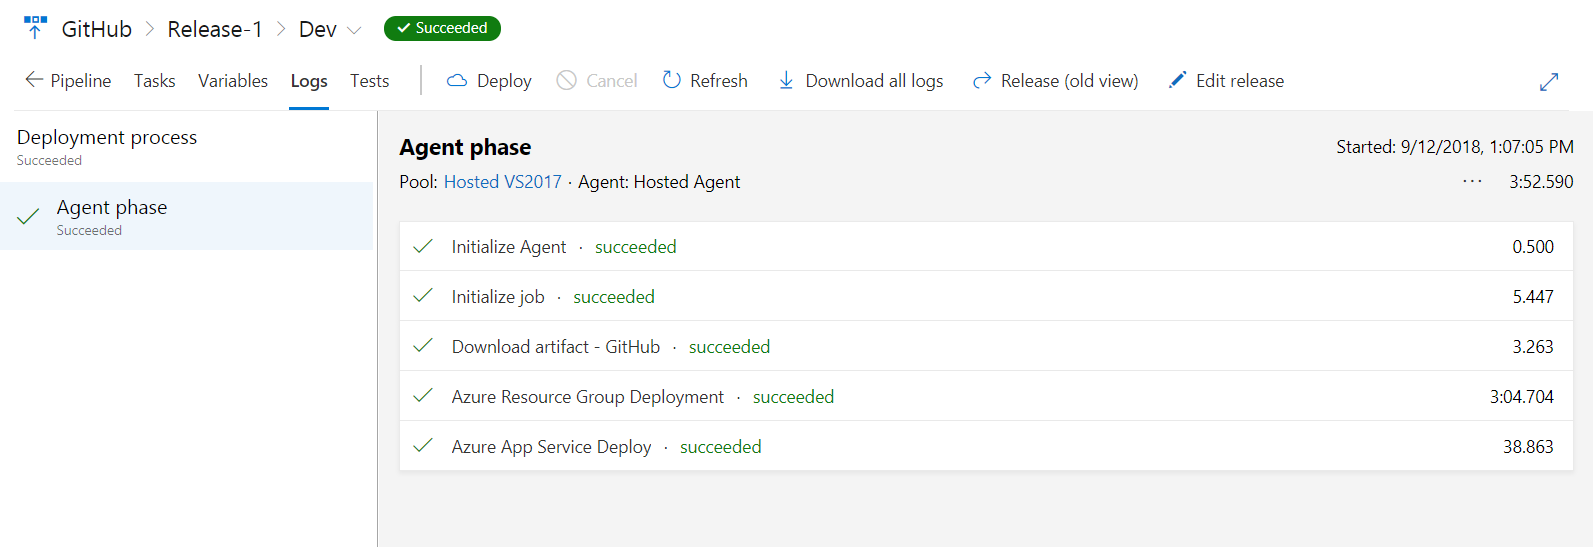 GitHub > Release-1 > Dev Succeeded
Pipeline Tasks Variables Logs Tests Deploy Cancel Refresh Download all logs Release (old view) Edit release
Deployment process
Succeeded
Agent phase
Succeeded
Agent phase Started: 9/12/2018, 1:07:05 PM
Pool: Hosted VS2017 · Agent: Hosted Agent ... 3:52.590
Initialize Agent · succeeded 0.500
Initialize job · succeeded 5.447
Download artifact - GitHub · succeeded 3.263
Azure Resource Group Deployment · succeeded 3:04.704
Azure App Service Deploy · succeeded 38.863